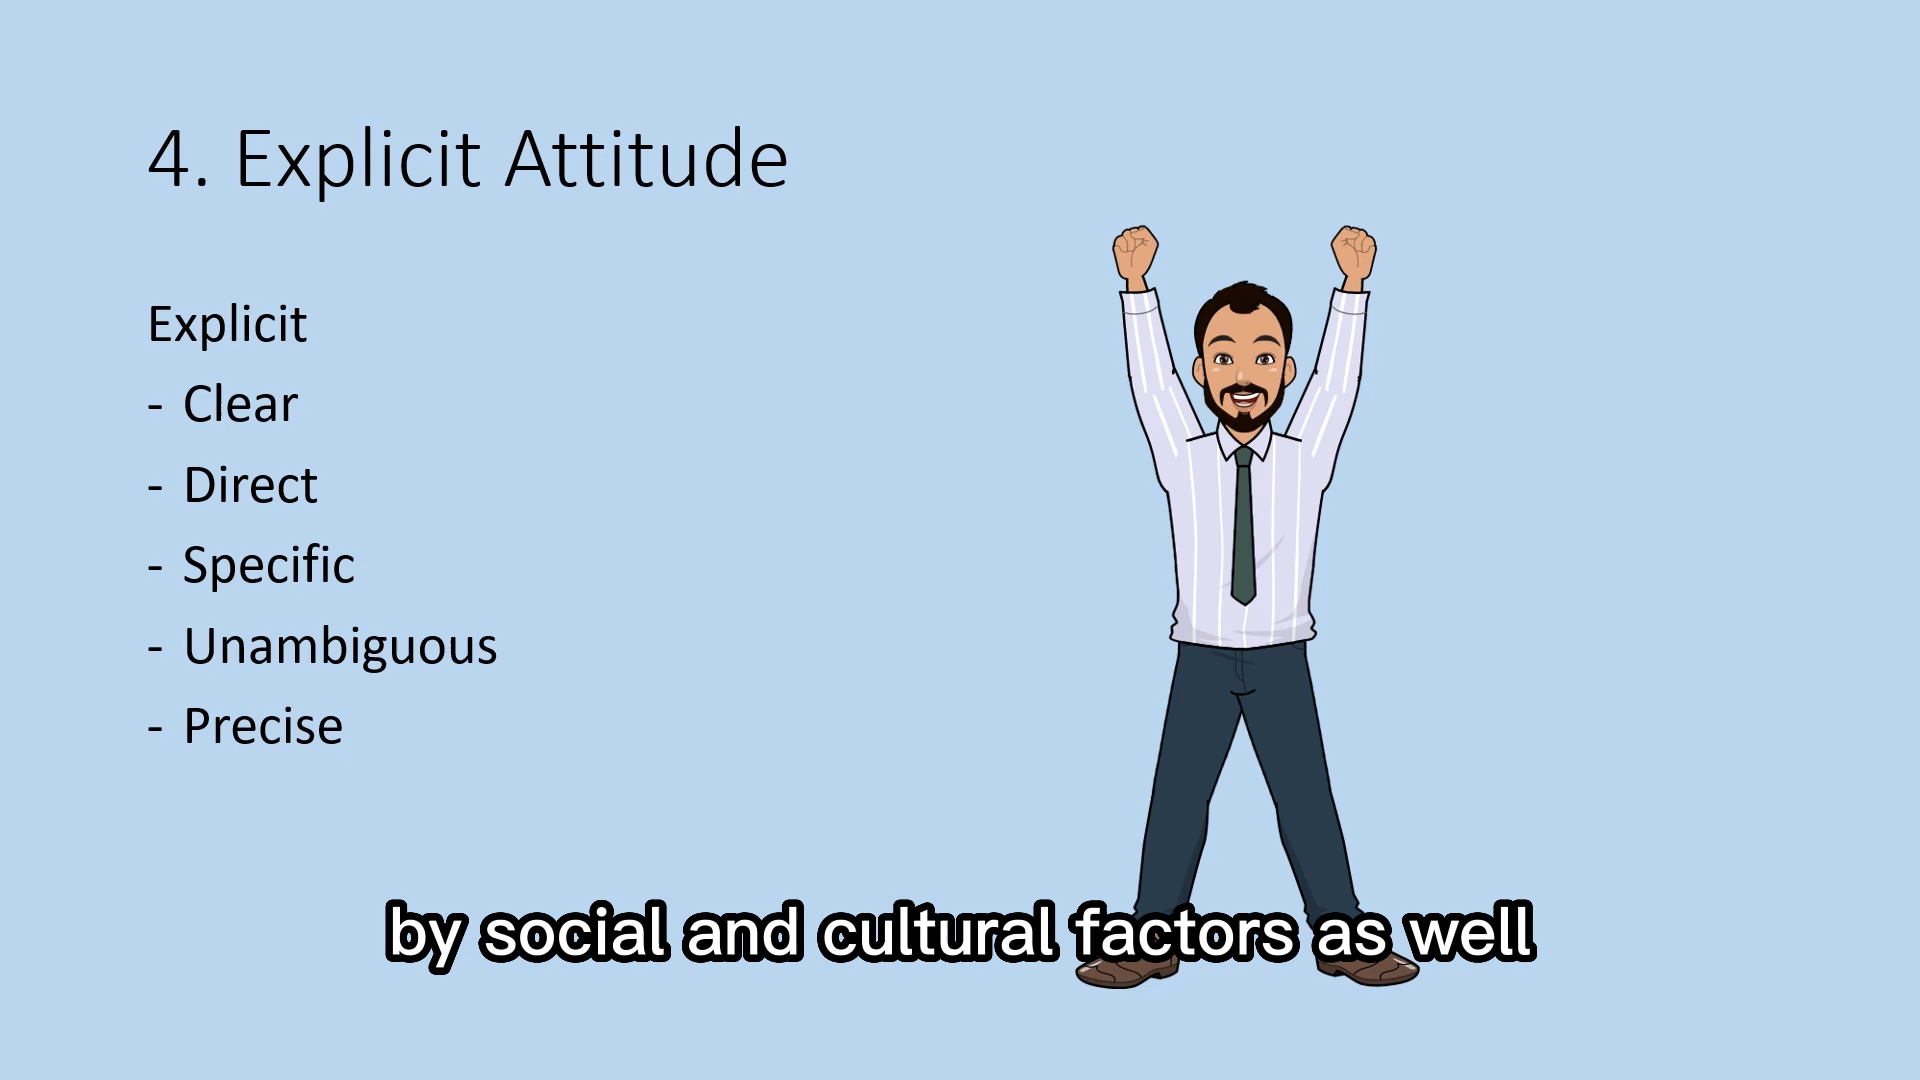 4. Explicit Attitude
Explicit
- Clear
- Direct
- Specific
- Unambiguous
- Precise
by social and cultural factors as well